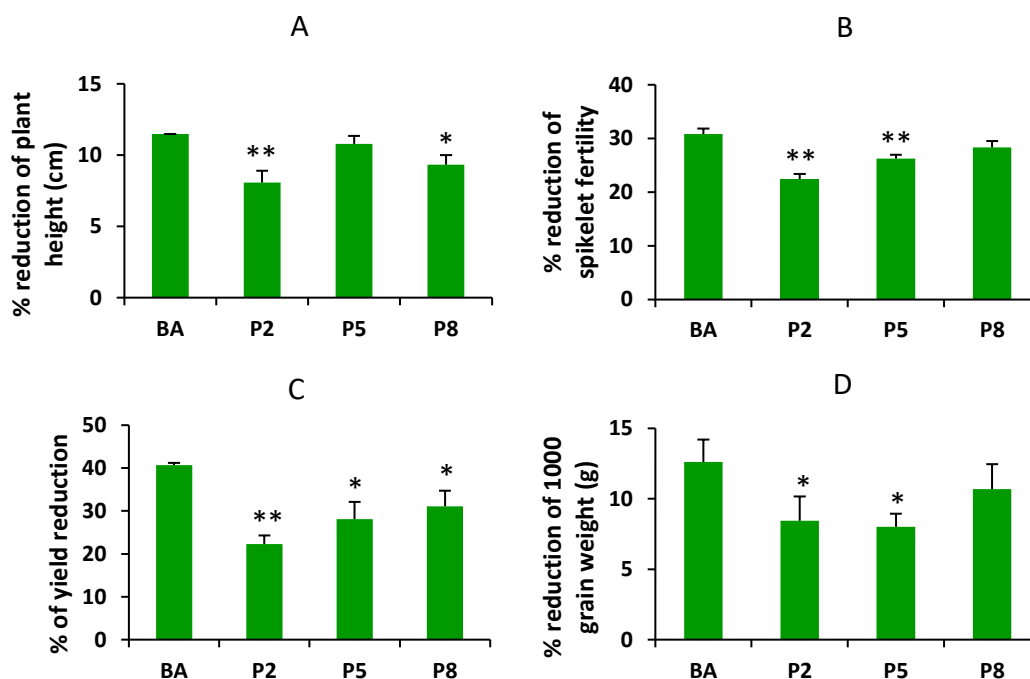 A
% reduction of plant
height (cm)
15
10
5
0
**
*
BA P2 P5 P8
B
% reduction of
spikelet fertility
40
30
20
10
0
**
**
BA P2 P5 P8
C
% of yield reduction
50
40
30
20
10
0
**
*
*
BA P2 P5 P8
D
% reduction of 1000
grain weight (g)
15
10
5
0
*
*
BA P2 P5 P8